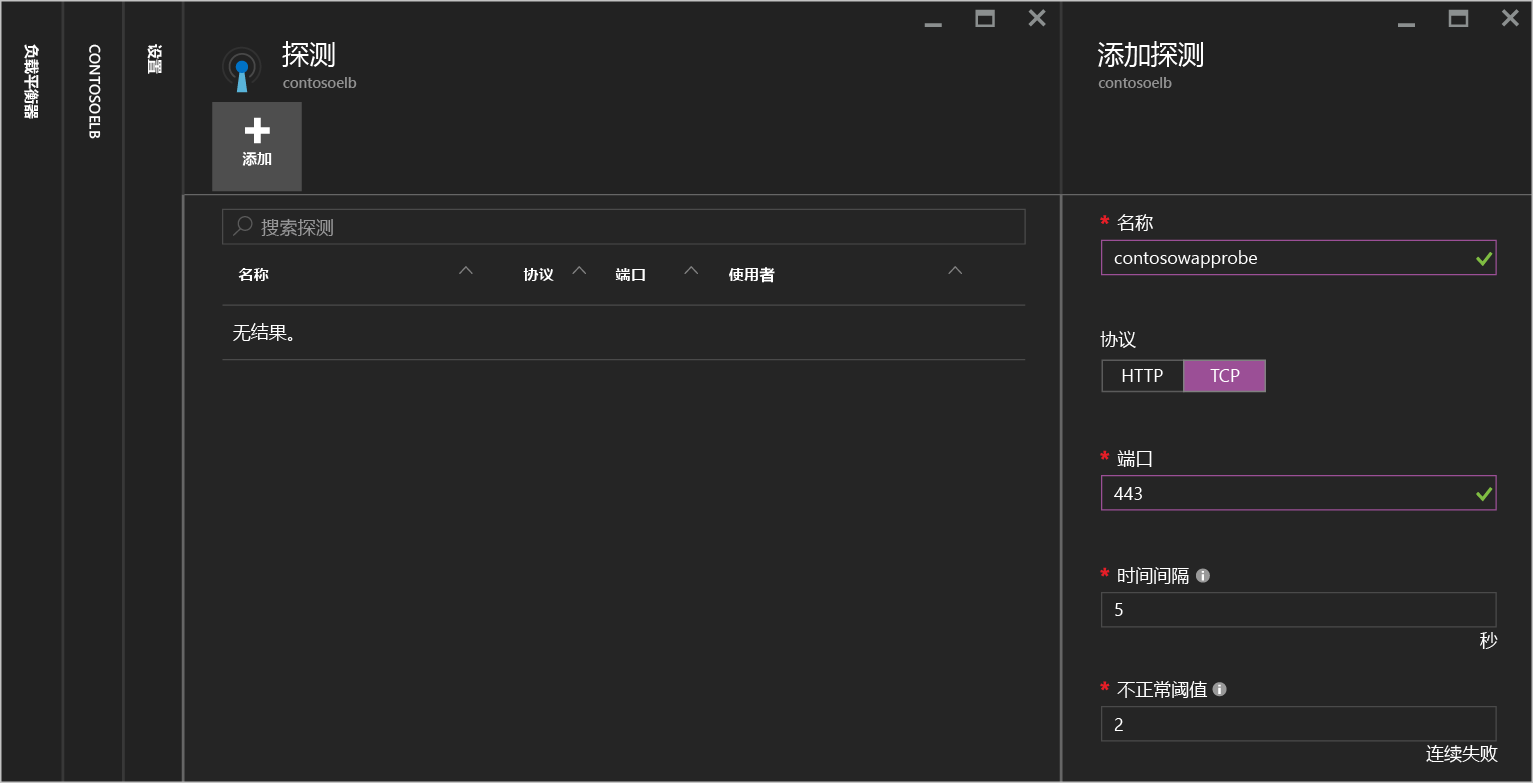 负载平衡器
CONTOSOELB
设置
探测
contosoelb
添加
搜索探测
名称 协议 端口 使用者
无结果。
添加探测
contosoelb
* 名称
contosowapprobe
协议
HTTP TCP
* 端口
443
* 时间间隔
5
秒
* 不正常阈值
2
连续失败